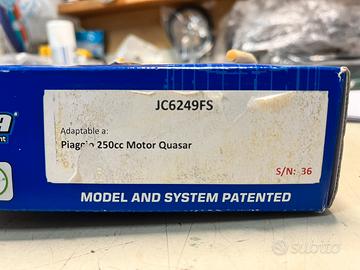 JC6249FS
Adaptable a:
Piaggio 250cc Motor Quasar
S/N: 36
MODEL AND SYSTEM PATENTED
subito